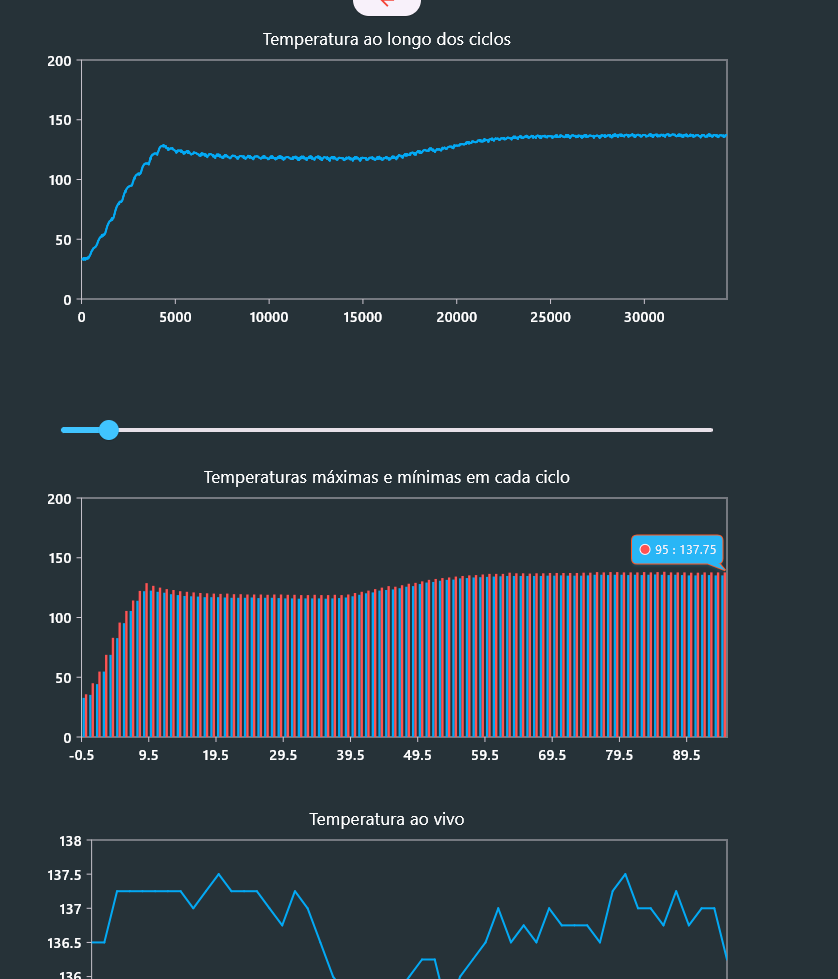 Temperatura ao longo dos ciclos
200
150
100
50
0
0 5000 10000 15000 20000 25000 30000
Temperaturas máximas e mínimas em cada ciclo
200
95 : 137.75
150
100
50
0
-0.5 9.5 19.5 29.5 39.5 49.5 59.5 69.5 79.5 89.5
Temperatura ao vivo
138
137.5
137
136.5
136